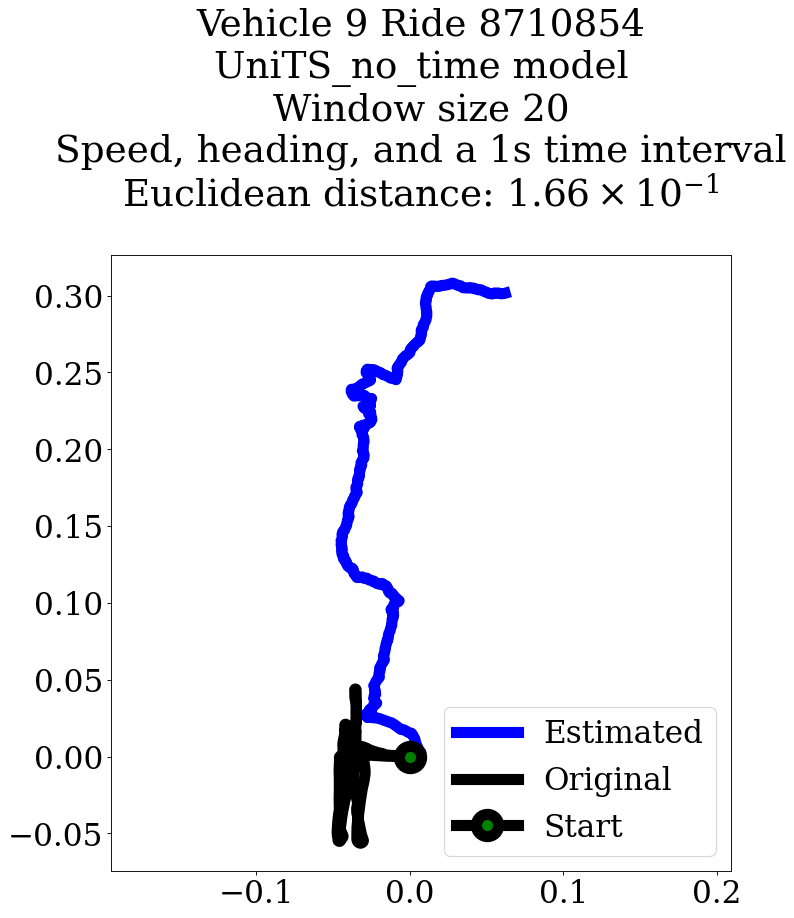 Vehicle 9 Ride 8710854
UniTS_no_time model
Window size 20
Speed, heading, and a 1s time interval
Euclidean distance: 1.66 × 10⁻¹
0.30
0.25
0.20
0.15
0.10
0.05
0.00
−0.05
Estimated
Original
Start
−0.1
0.0
0.1
0.2